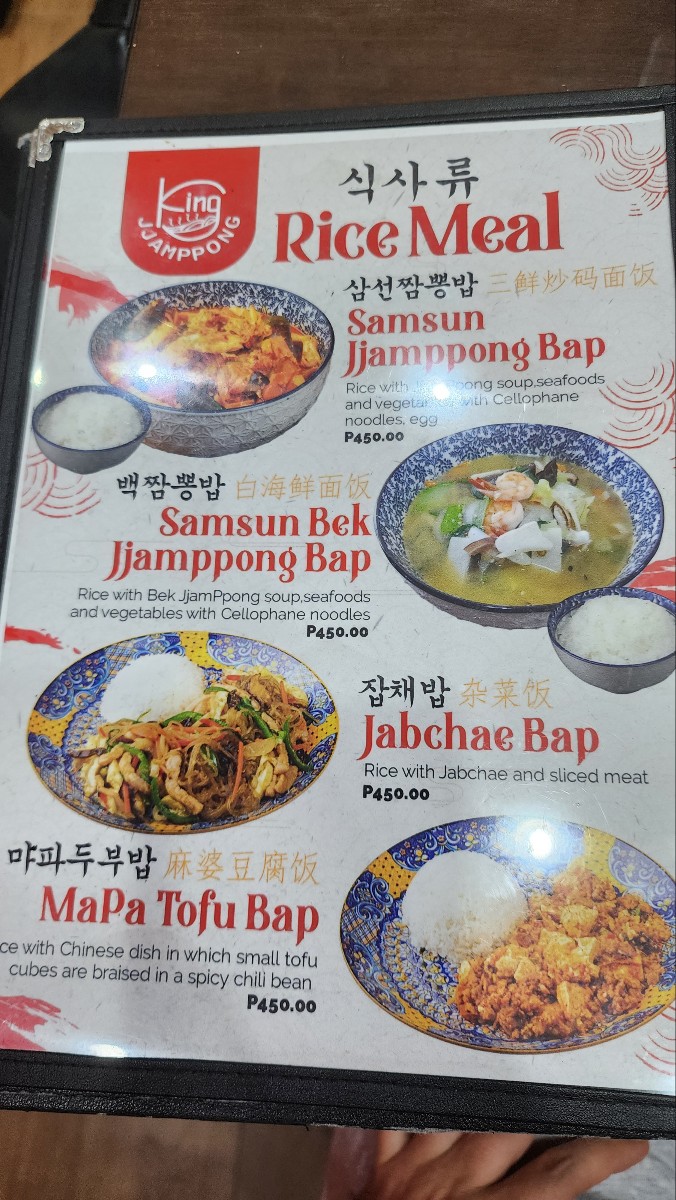 King
JJAMPPONG
식사류
Rice Meal
삼선짬뽕밥 三鲜炒码面饭
Samsun
Jjamppong Bap
Rice with soup,seafoods
and with Cellophane
noodles, egg
P450.00
백짬뽕밥 白海鲜面饭
Samsun Bek
Jjamppong Bap
Rice with Bek JjamPpong soup,seafoods
and vegetables with Cellophane noodles
P450.00
잡채밥 杂菜饭
Jabchae Bap
Rice with Jabchae and sliced meat
P450.00
먀파두부밥 麻婆豆腐饭
MaPa Tofu Bap
ce with Chinese dish in which small tofu
cubes are braised in a spicy chili bean
P450.00